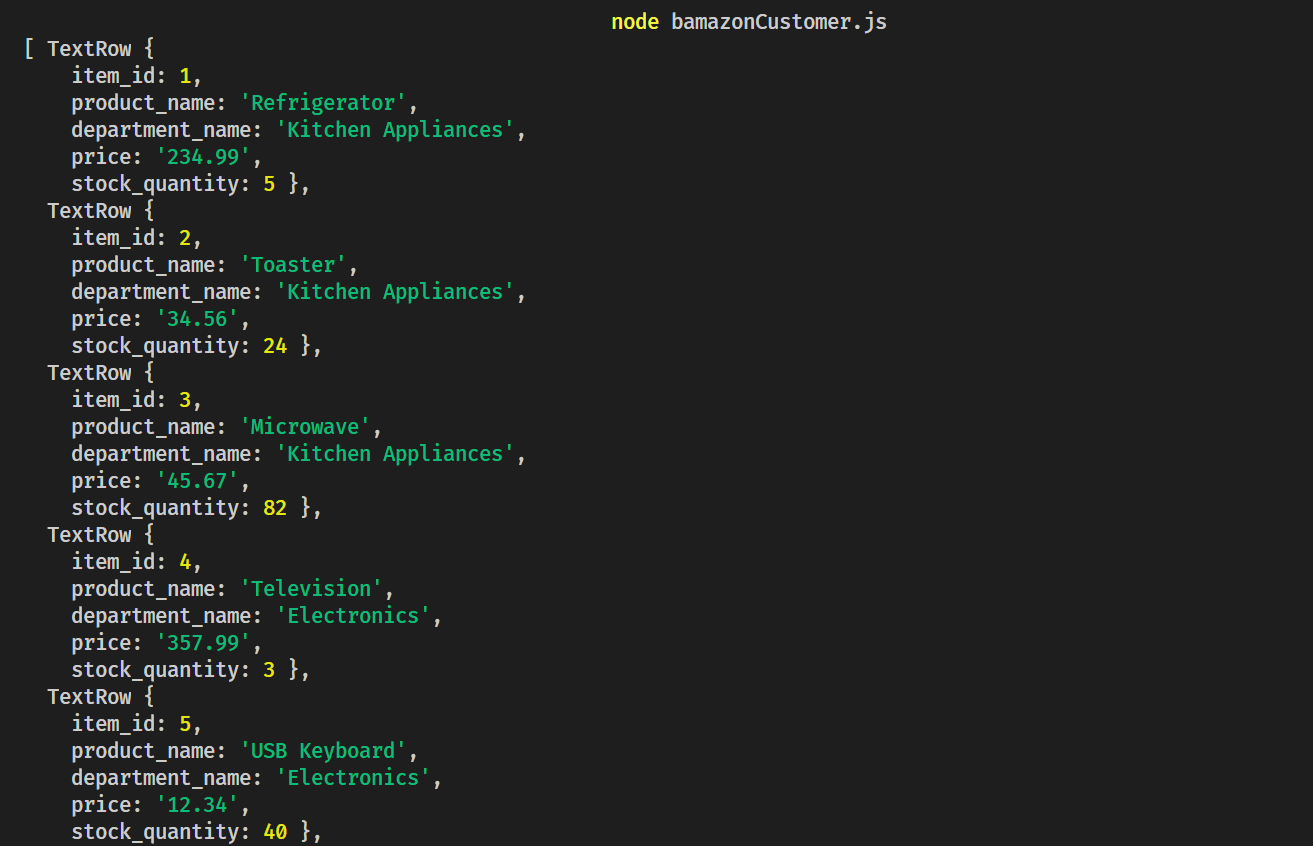 node bamazonCustomer.js
[ TextRow {
    item_id: 1,
    product_name: 'Refrigerator',
    department_name: 'Kitchen Appliances',
    price: '234.99',
    stock_quantity: 5 },
  TextRow {
    item_id: 2,
    product_name: 'Toaster',
    department_name: 'Kitchen Appliances',
    price: '34.56',
    stock_quantity: 24 },
  TextRow {
    item_id: 3,
    product_name: 'Microwave',
    department_name: 'Kitchen Appliances',
    price: '45.67',
    stock_quantity: 82 },
  TextRow {
    item_id: 4,
    product_name: 'Television',
    department_name: 'Electronics',
    price: '357.99',
    stock_quantity: 3 },
  TextRow {
    item_id: 5,
    product_name: 'USB Keyboard',
    department_name: 'Electronics',
    price: '12.34',
    stock_quantity: 40 },